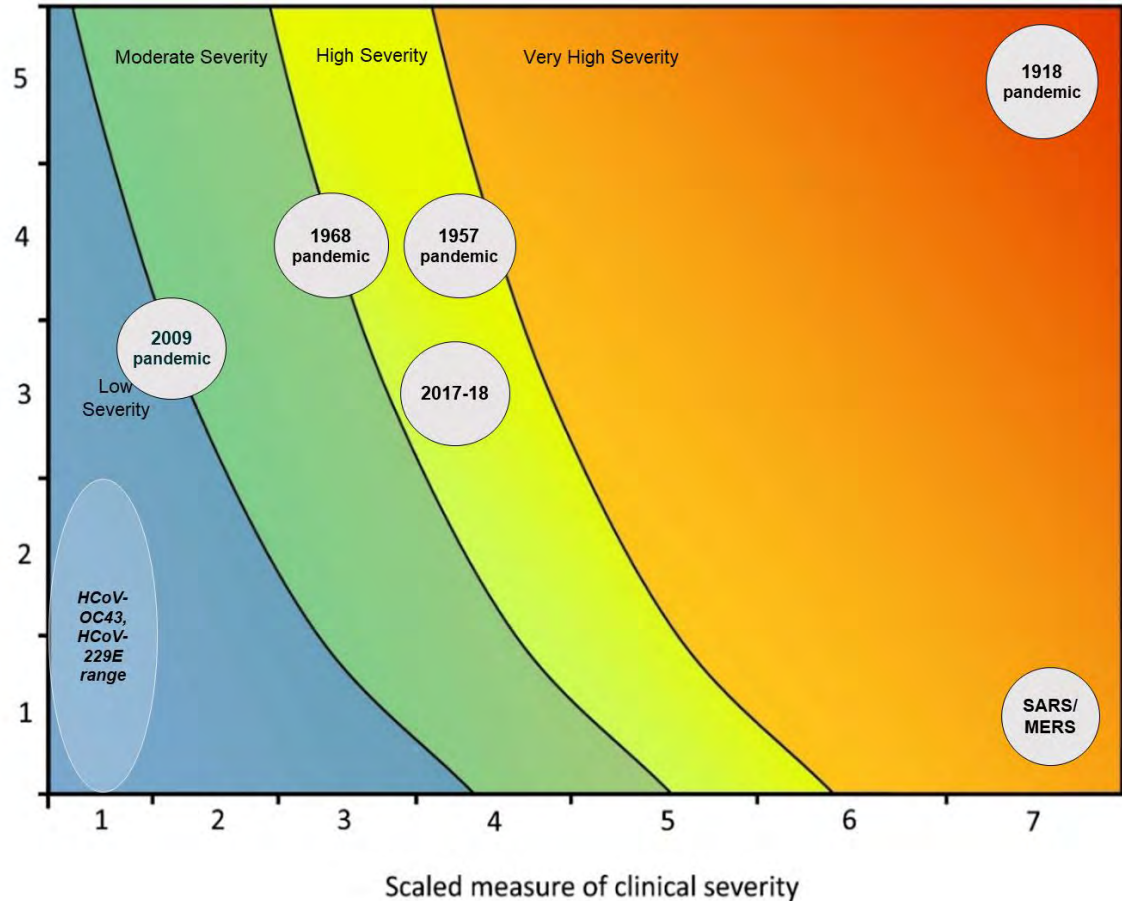 Moderate Severity
High Severity
Very High Severity
5
1918
pandemic
4
1968
pandemic
1957
pandemic
2009
pandemic
3
2017-18
Low
Severity
2
HCoV-
OC43,
HCoV-
229E
range
1
SARS/
MERS
1 2 3 4 5 6 7
Scaled measure of clinical severity